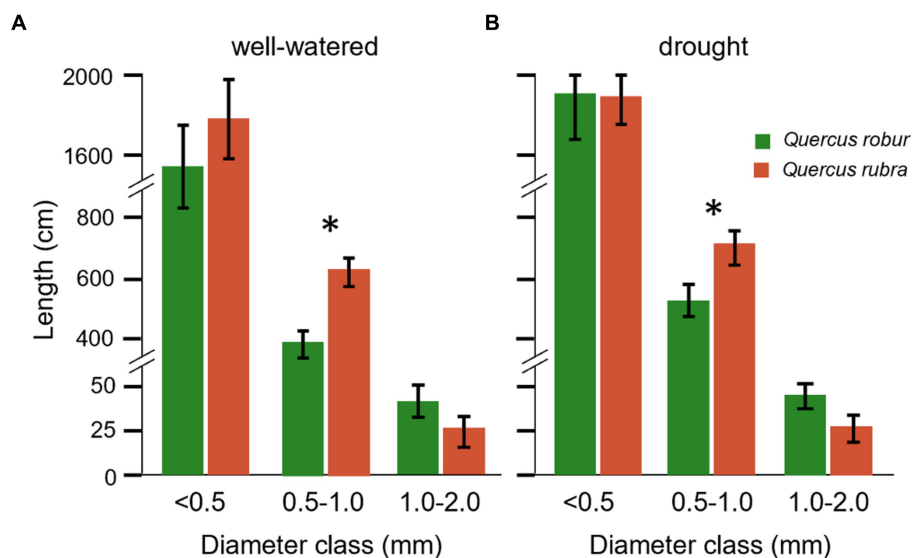 A
B
well-watered
drought
2000
1600
800
600
400
50
25
0
Length (cm)
Quercus robur
Quercus rubra
*
*
<0.5
0.5-1.0
1.0-2.0
<0.5
0.5-1.0
1.0-2.0
Diameter class (mm)
Diameter class (mm)